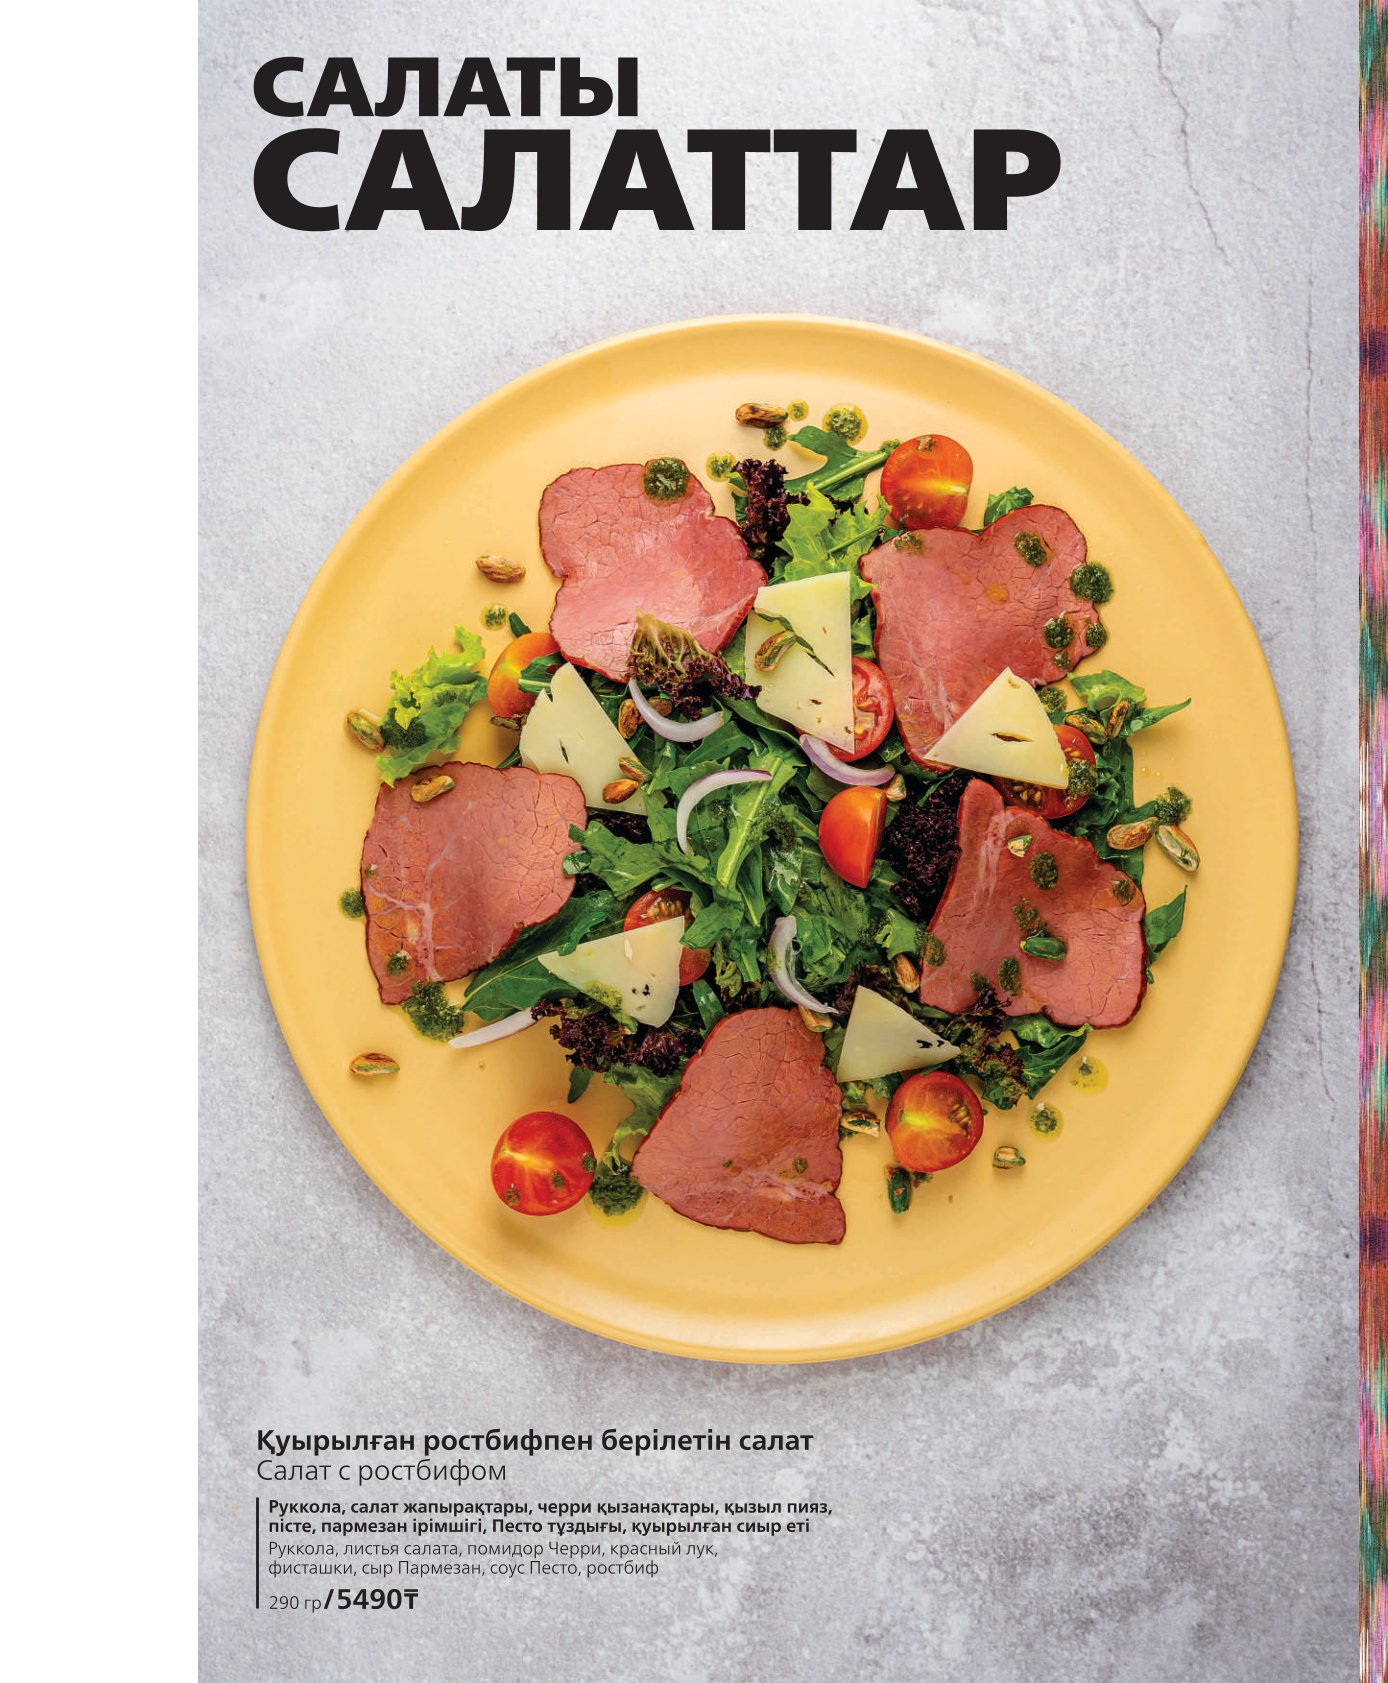 САЛАТЫ
САЛАТТАР
Қуырылған ростбифпен берілетін салат
Салат с ростбифом
Руккола, салат жапырақтары, черри қызанақтары, қызыл пияз,
пісте, пармезан ірімшігі, Песто тұздығы, қуырылған сиыр еті
Руккола, листья салата, помидор Черри, красный лук,
фисташки, сыр Пармезан, соус Песто, ростбиф
290 гр/5490₸